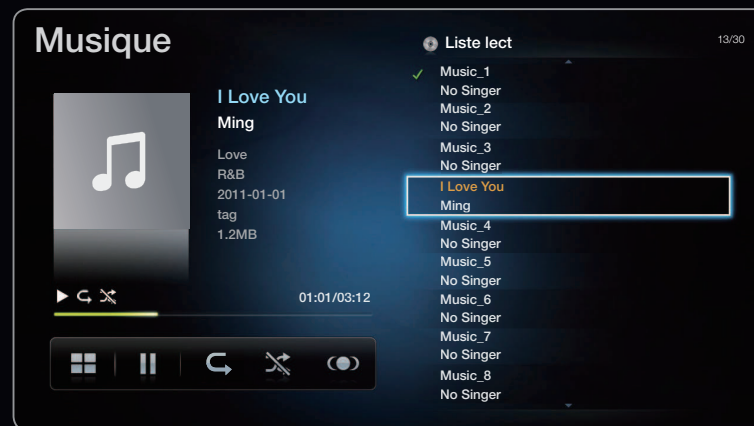 Musique
I Love You
Ming
Love
R&B
2011-01-01
tag
1.2MB
01:01/03:12
Liste lect
13/30
Music_1
No Singer
Music_2
No Singer
Music_3
No Singer
I Love You
Ming
Music_4
No Singer
Music_5
No Singer
Music_6
No Singer
Music_7
No Singer
Music_8
No Singer